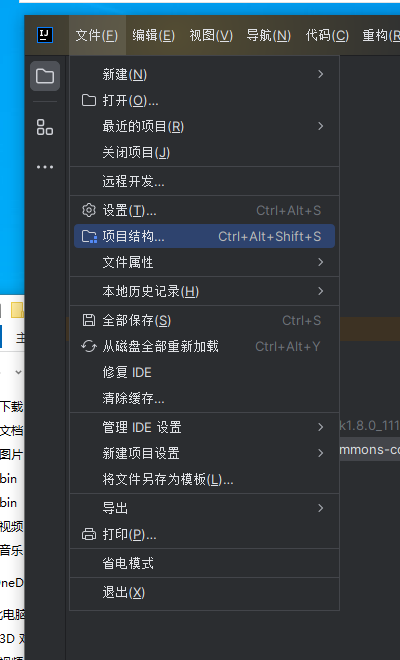 文件(F) 编辑(E) 视图(V) 导航(N) 代码(C) 重构(R
新建(N)
打开(O)...
最近的项目(R)
关闭项目(J)
远程开发...
设置(T)... Ctrl+Alt+S
项目结构... Ctrl+Alt+Shift+S
文件属性
本地历史记录(H)
全部保存(S) Ctrl+S
从磁盘全部重新加载 Ctrl+Alt+Y
修复 IDE
清除缓存...
管理 IDE 设置
新建项目设置
将文件另存为模板(L)...
导出
打印(P)...
省电模式
退出(X)
主
下载
文档
图片
bin
bin
视频
音乐
neD
电脑
3D 对
k1.8.0_111
mmons-co